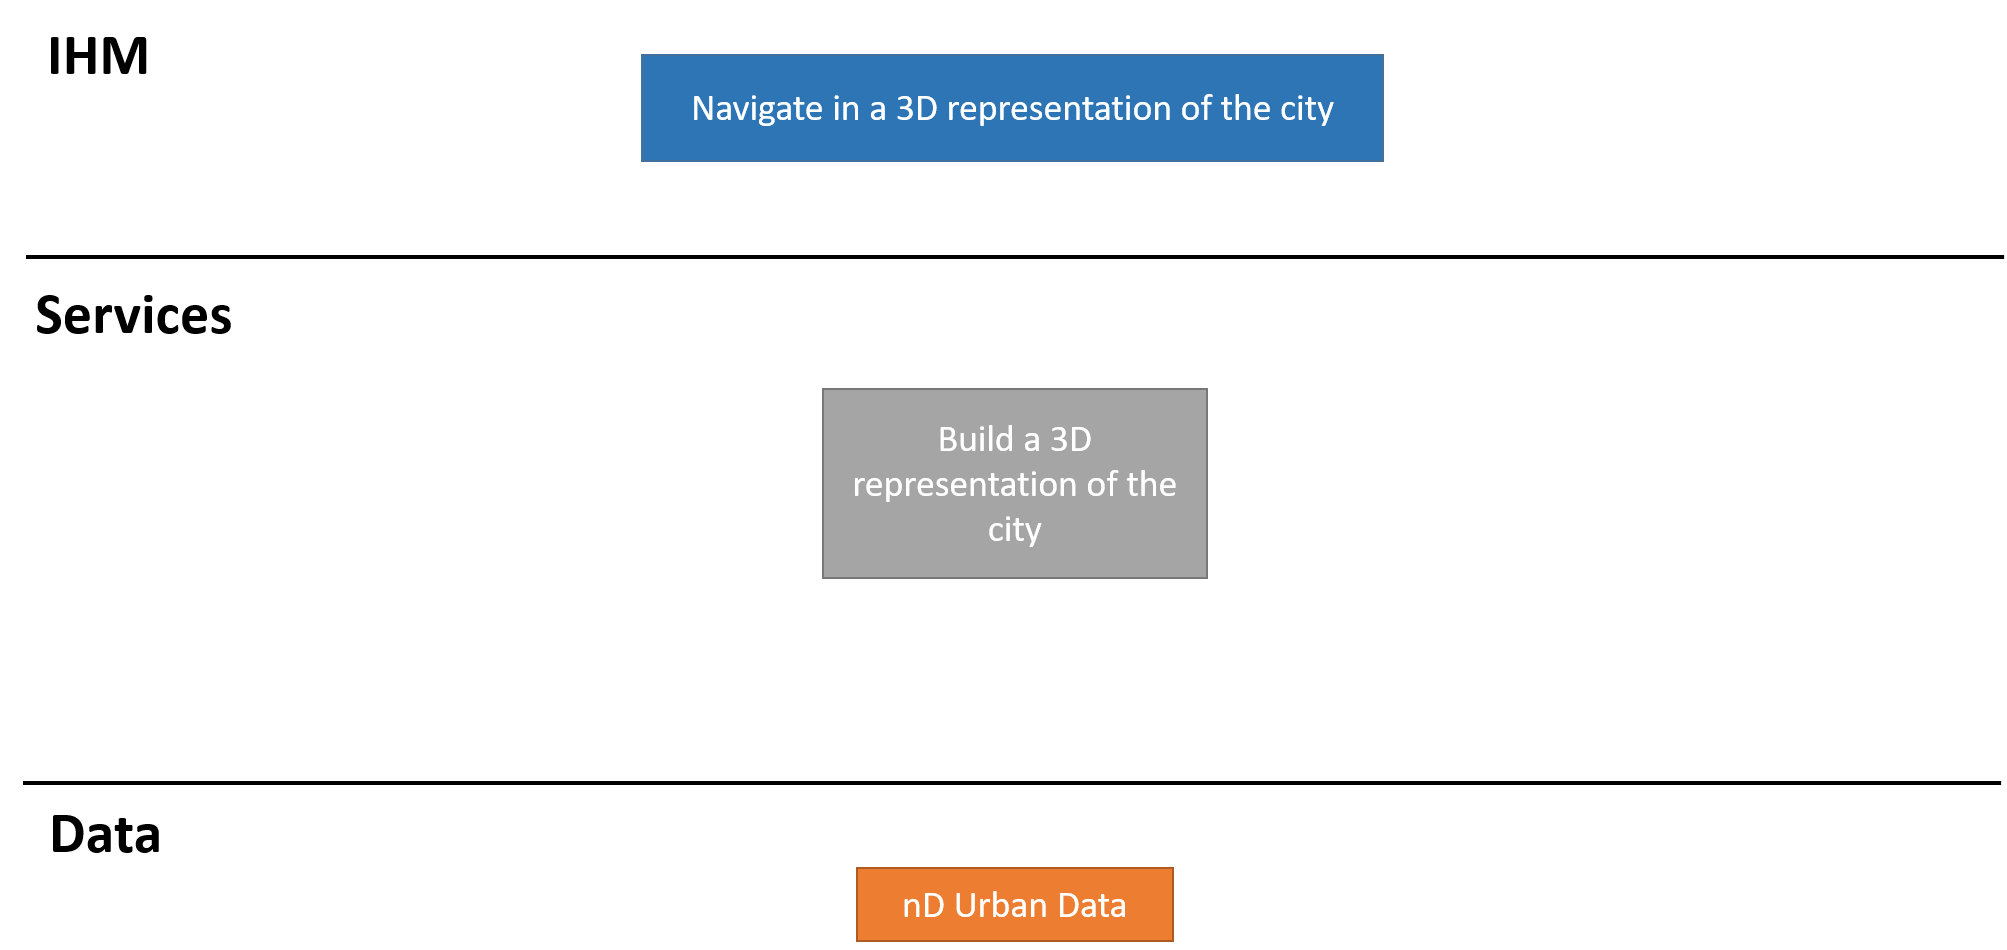 IHM
Navigate in a 3D representation of the city
Services
Build a 3D
representation of the
city
Data
nD Urban Data